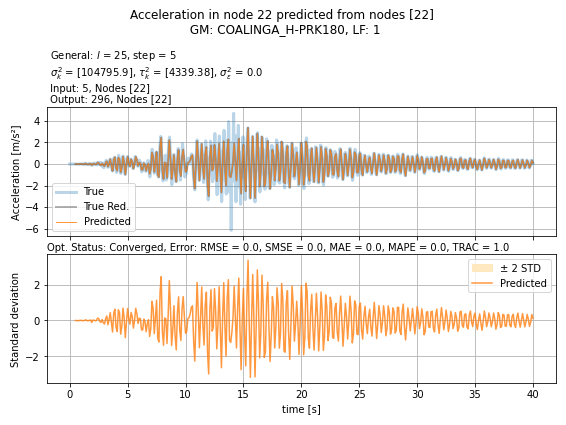 Acceleration in node 22 predicted from nodes [22]
GM: COALINGA_H-PRK180, LF: 1
General: l = 25, step = 5
σ²ₖ = [104795.9], τ²ₖ = [4339.38], σ²ε = 0.0
Input: 5, Nodes [22]
Output: 296, Nodes [22]
Acceleration [m/s²]
4
2
0
−2
−4
−6
True
True Red.
Predicted
Opt. Status: Converged, Error: RMSE = 0.0, SMSE = 0.0, MAE = 0.0, MAPE = 0.0, TRAC = 1.0
Standard deviation
2
0
−2
± 2 STD
Predicted
0 5 10 15 20 25 30 35 40
time [s]